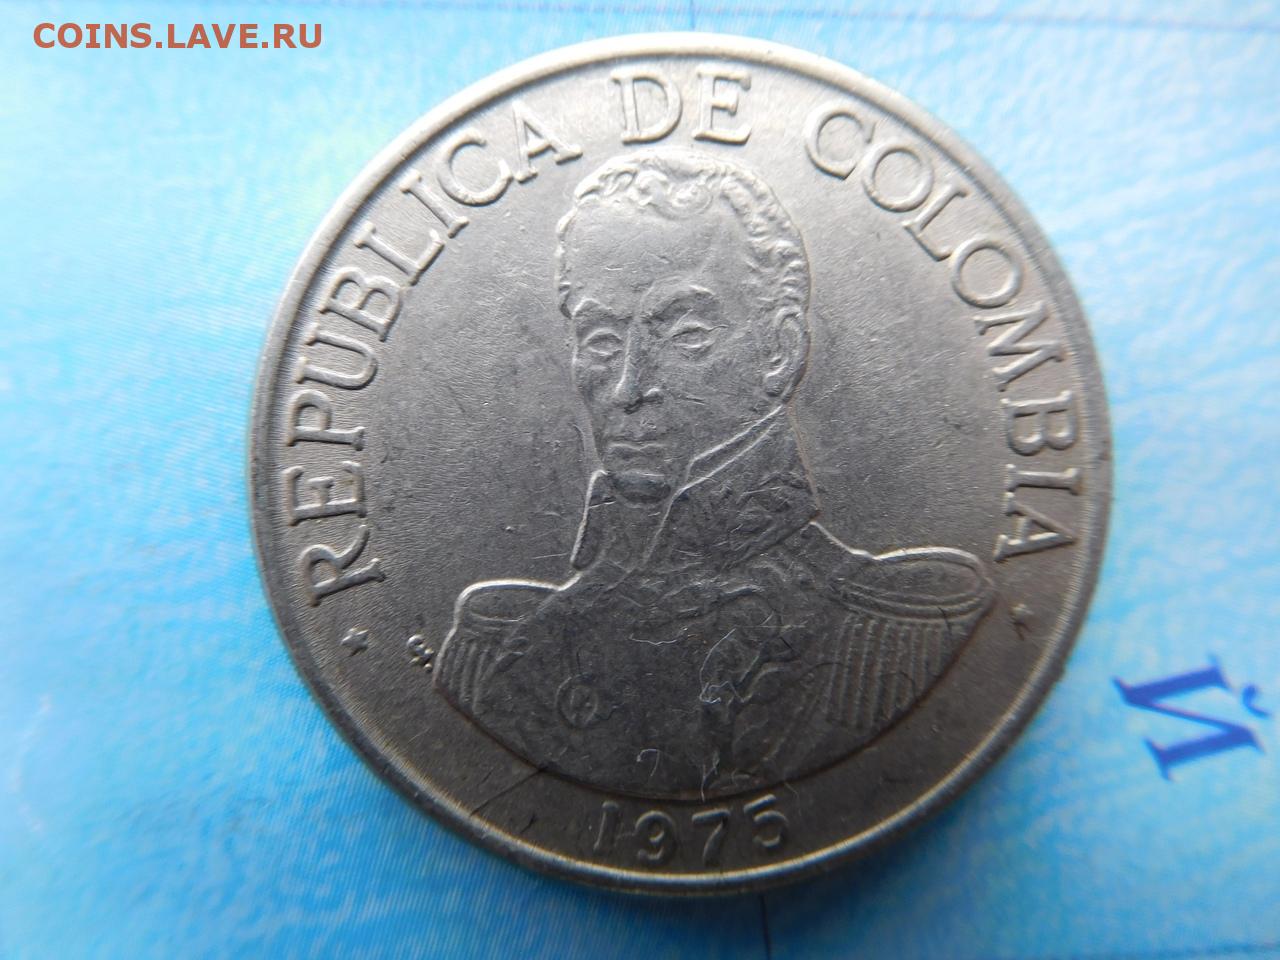 COINS.LAVE.RU
REPUBLICA DE COLOMBIA
1975
Й